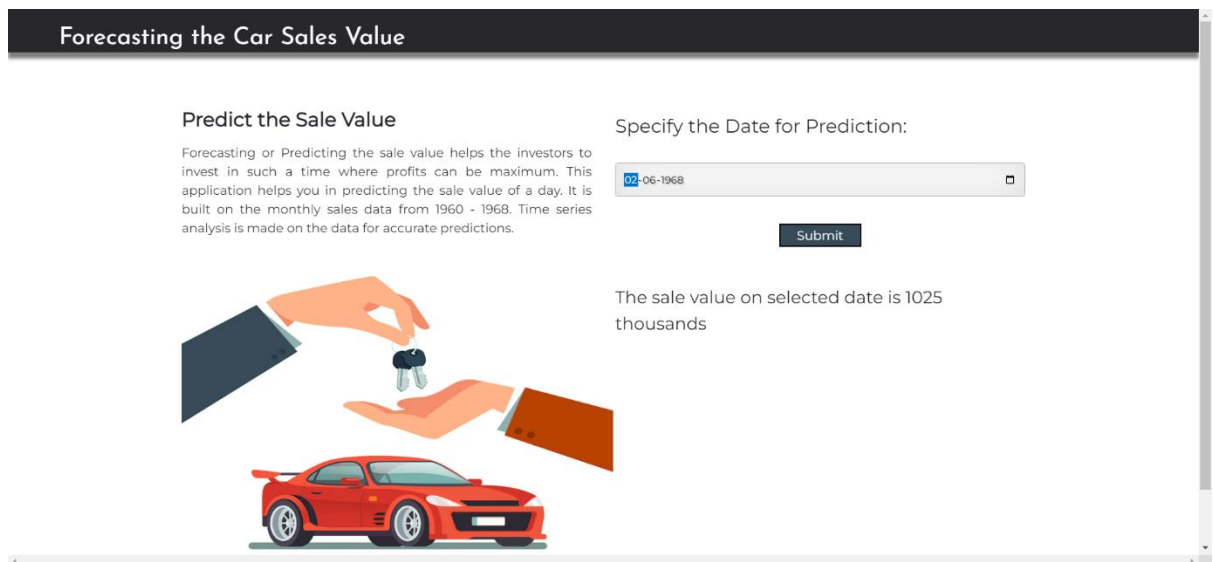 Forecasting the Car Sales Value
Predict the Sale Value
Forecasting or Predicting the sale value helps the investors to
invest in such a time where profits can be maximum. This
application helps you in predicting the sale value of a day. It is
built on the monthly sales data from 1960 - 1968. Time series
analysis is made on the data for accurate predictions.
Specify the Date for Prediction:
02-06-1968
Submit
The sale value on selected date is 1025
thousands